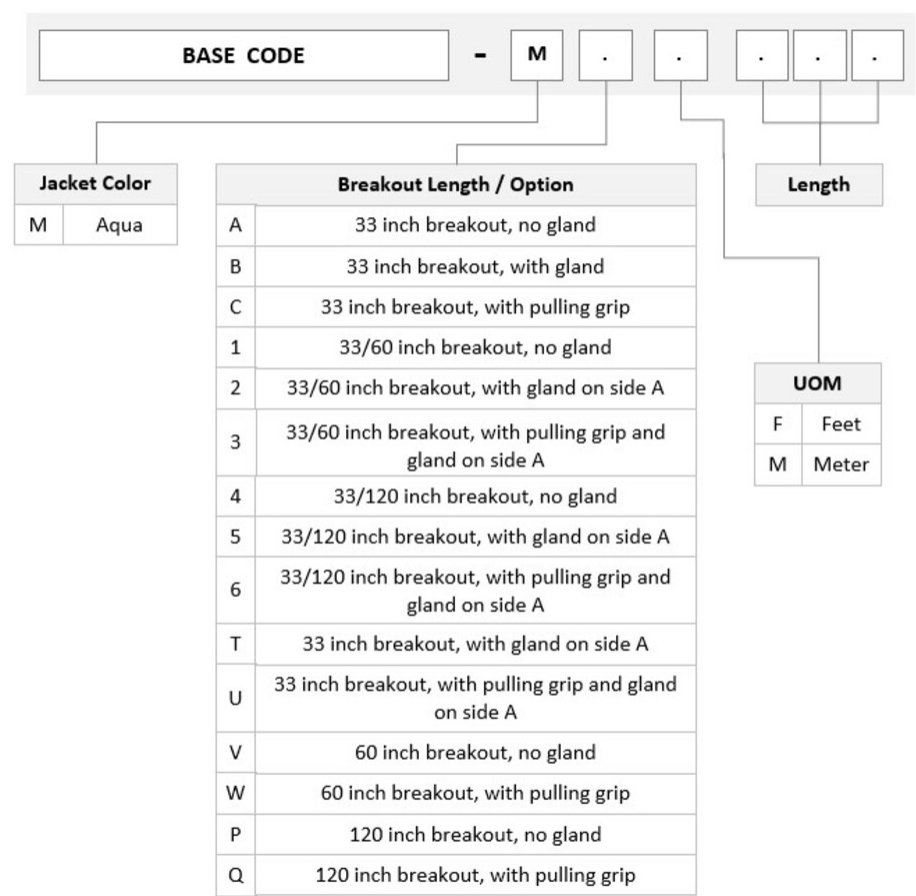 BASE CODE - M . . . . .
Jacket Color
M Aqua
Breakout Length / Option
A 33 inch breakout, no gland
B 33 inch breakout, with gland
C 33 inch breakout, with pulling grip
1 33/60 inch breakout, no gland
2 33/60 inch breakout, with gland on side A
3 33/60 inch breakout, with pulling grip and
gland on side A
4 33/120 inch breakout, no gland
5 33/120 inch breakout, with gland on side A
6 33/120 inch breakout, with pulling grip and
gland on side A
T 33 inch breakout, with gland on side A
U 33 inch breakout, with pulling grip and gland
on side A
V 60 inch breakout, no gland
W 60 inch breakout, with pulling grip
P 120 inch breakout, no gland
Q 120 inch breakout, with pulling grip
Length
UOM
F Feet
M Meter